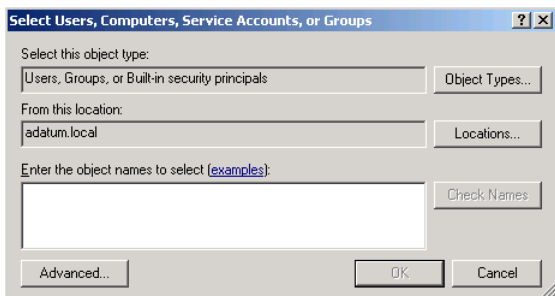 Select Users, Computers, Service Accounts, or Groups
Select this object type:
Users, Groups, or Built-in security principals
Object Types...
From this location:
adatum.local
Locations...
Enter the object names to select (examples):
Check Names
Advanced...
OK
Cancel